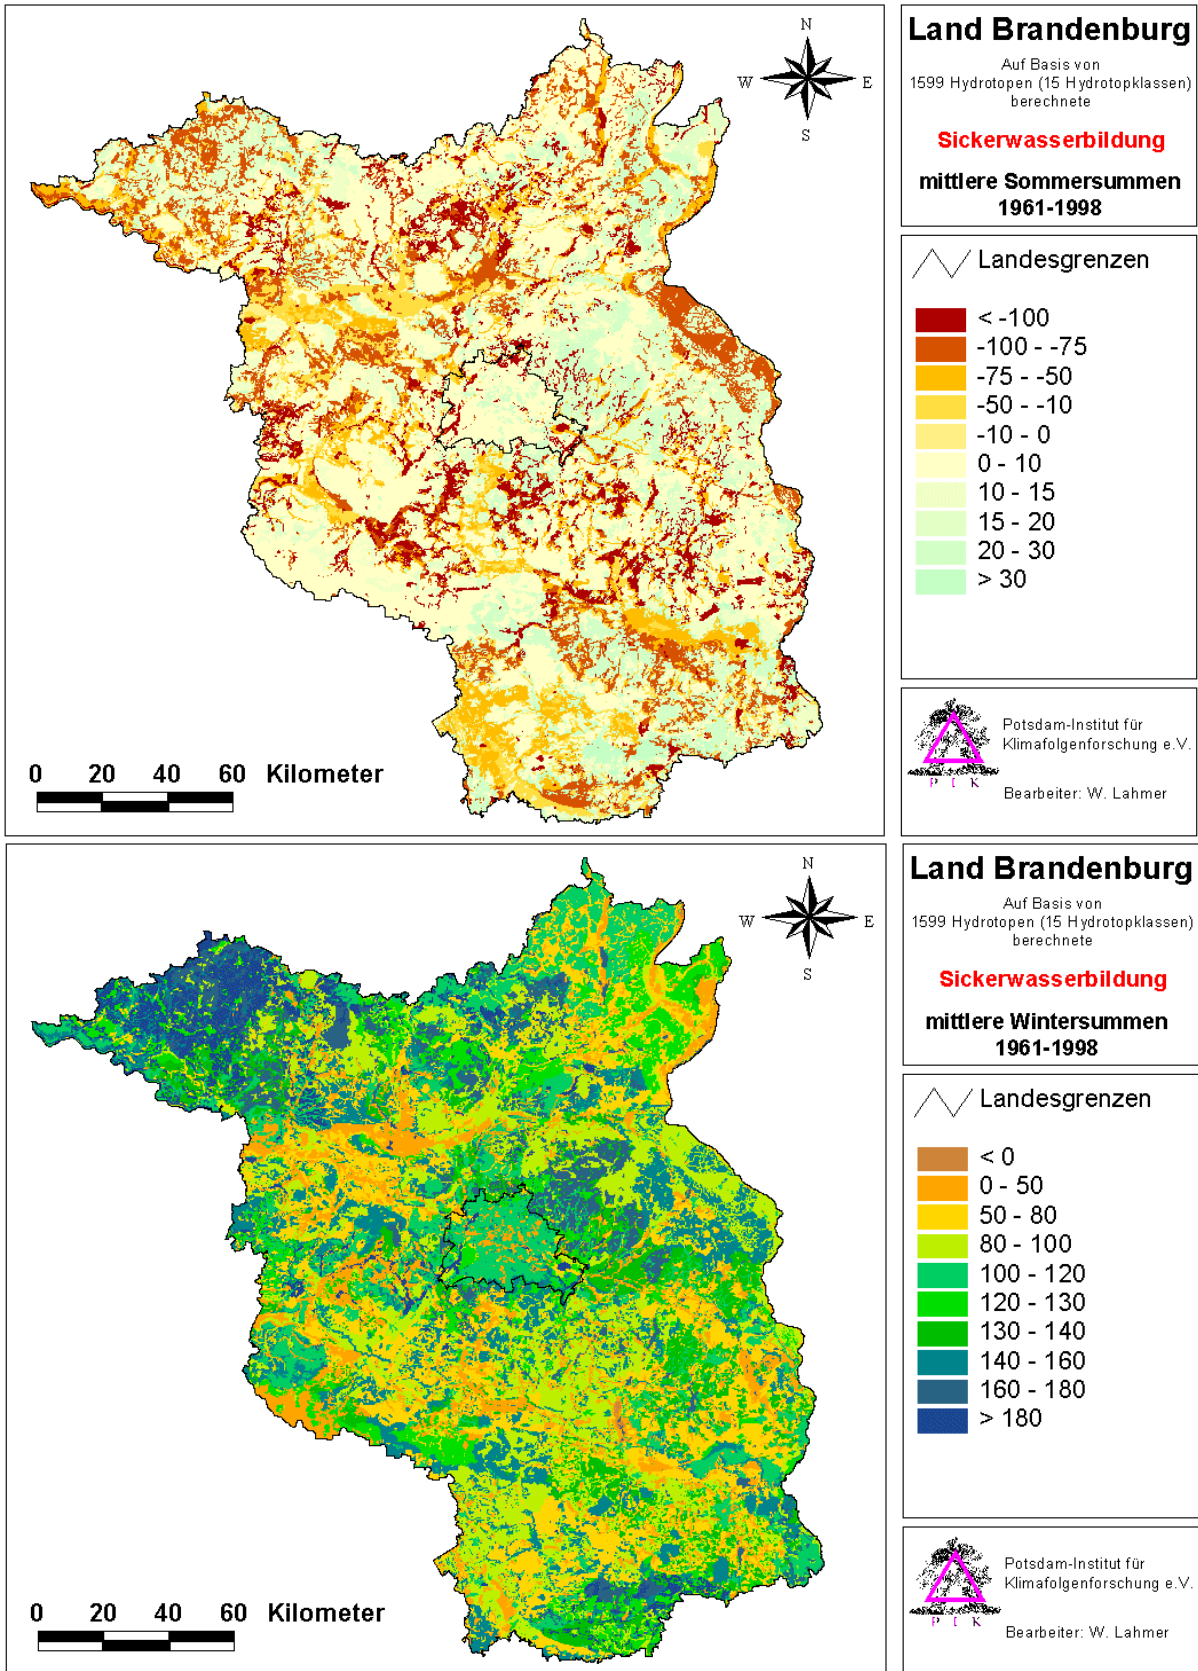 N
W E
S
0 20 40 60 Kilometer
Land Brandenburg
Auf Basis von
1599 Hydrotopen (15 Hydrotopklassen)
berechnete
Sickerwasserbildung
mittlere Sommersummen
1961-1998
Landesgrenzen
< -100
-100 - -75
-75 - -50
-50 - -10
-10 - 0
0 - 10
10 - 15
15 - 20
20 - 30
> 30
Potsdam-Institut für
Klimafolgenforschung e.V.
P I K
Bearbeiter: W. Lahmer
N
W E
S
0 20 40 60 Kilometer
Land Brandenburg
Auf Basis von
1599 Hydrotopen (15 Hydrotopklassen)
berechnete
Sickerwasserbildung
mittlere Wintersummen
1961-1998
Landesgrenzen
< 0
0 - 50
50 - 80
80 - 100
100 - 120
120 - 130
130 - 140
140 - 160
160 - 180
> 180
Potsdam-Institut für
Klimafolgenforschung e.V.
P I K
Bearbeiter: W. Lahmer